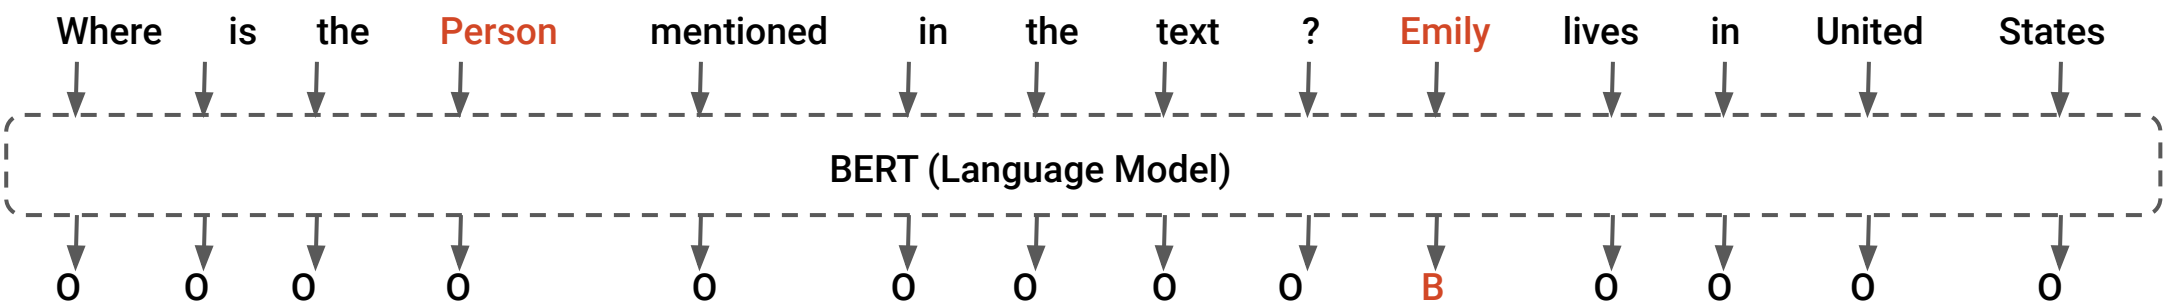 Where is the Person mentioned in the text ? Emily lives in United States
BERT (Language Model)
O O O O O O O O O B O O O O